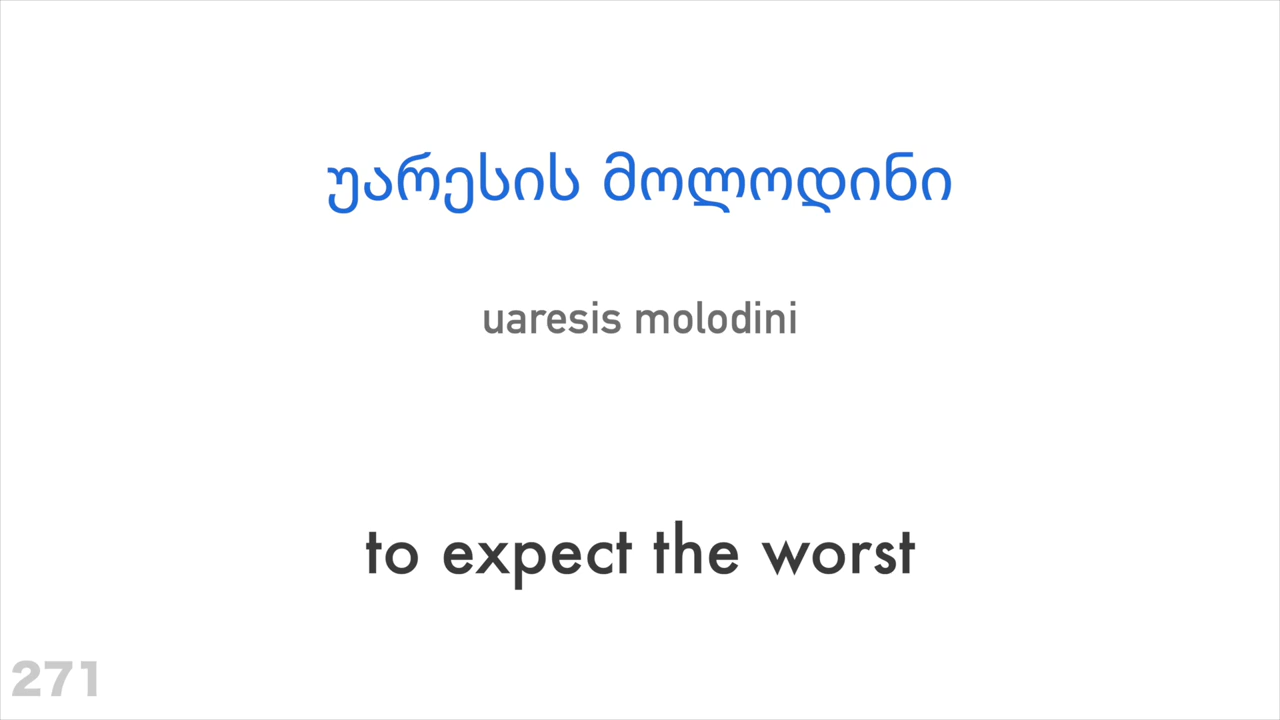 უარესის მოლოდინი
uaresis molodini
to expect the worst
271